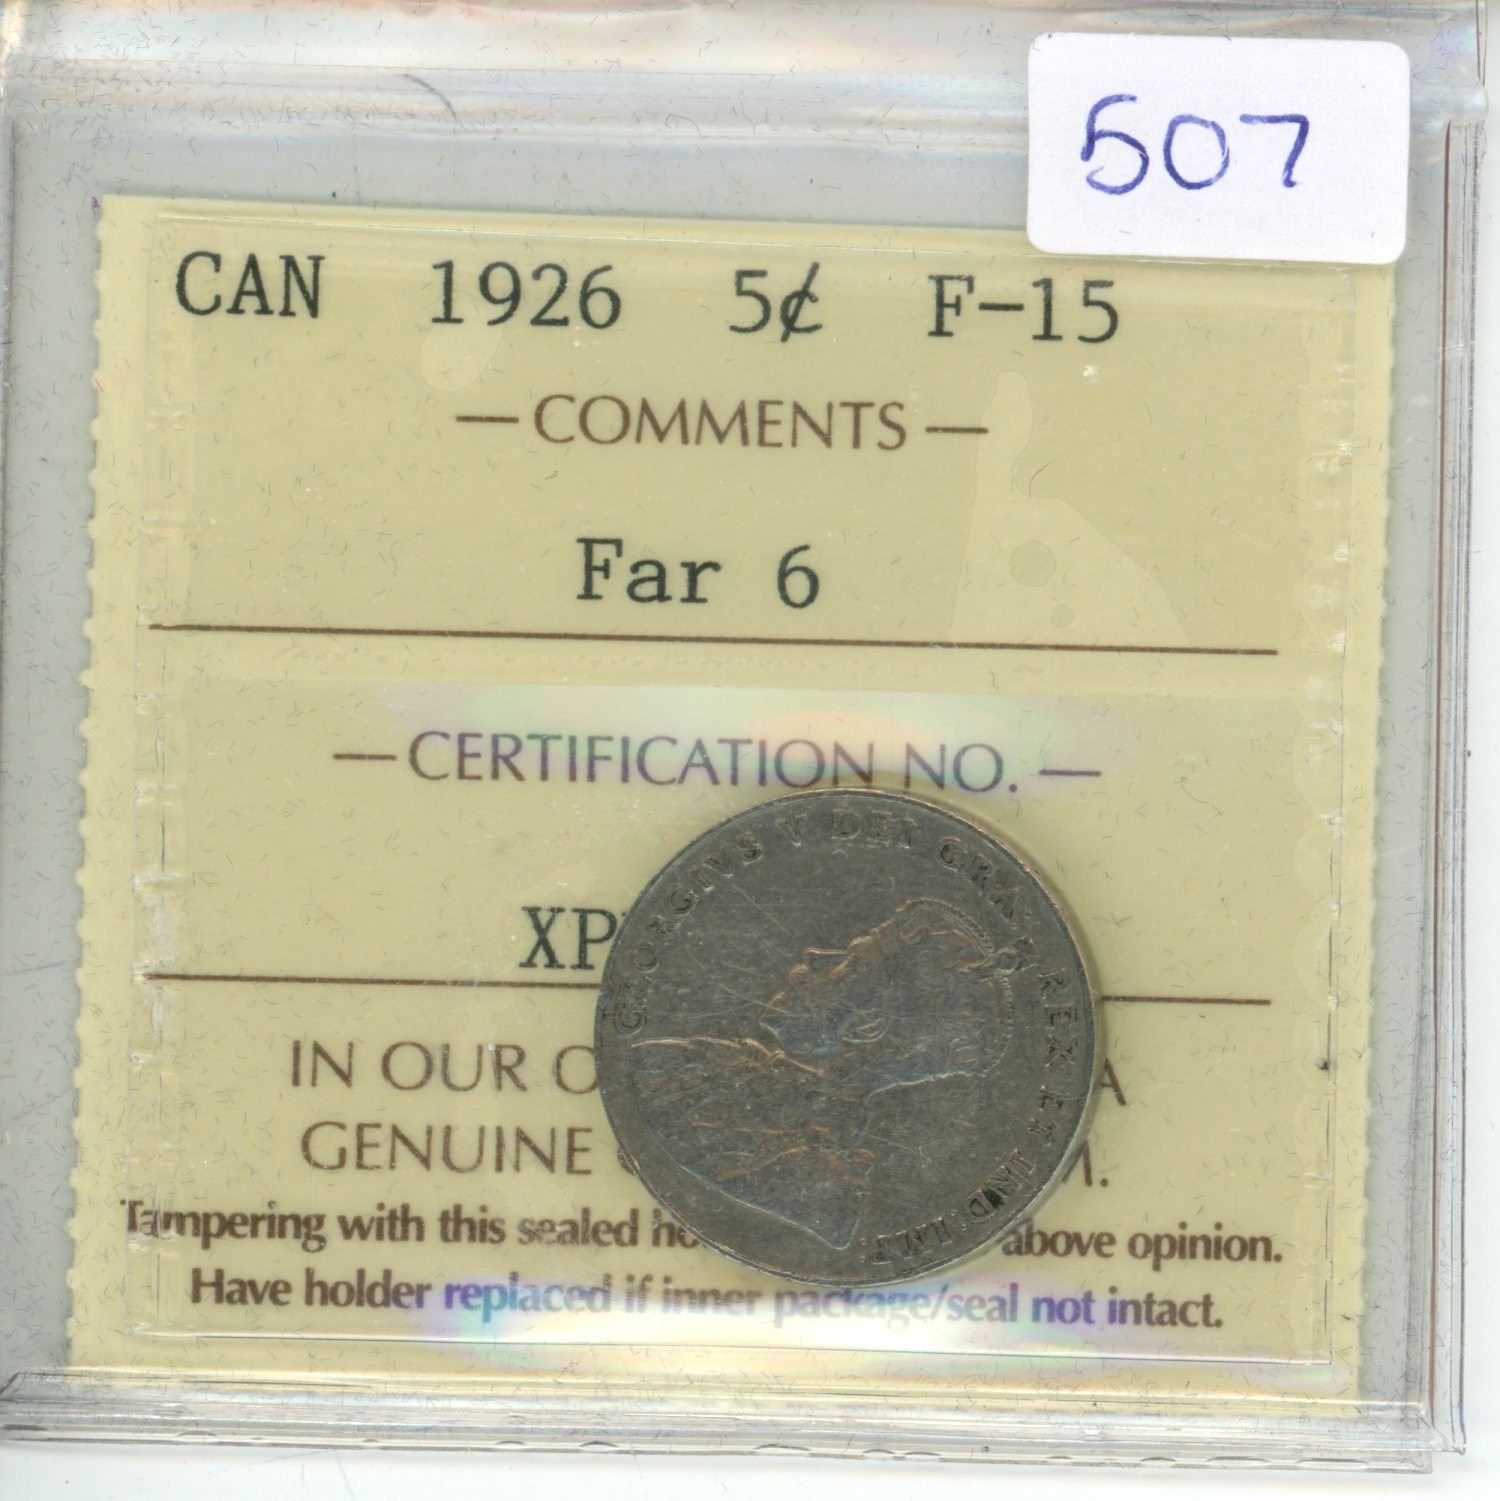 507
CAN 1926 5¢ F-15
— COMMENTS —
Far 6
— CERTIFICATION NO. —
XP
IN OUR O A
GENUINE M.
Tampering with this sealed ho above opinion.
Have holder replaced if inner package/seal not intact.
GEORGIVS V DEI GRA: REX ET IND: IMP: